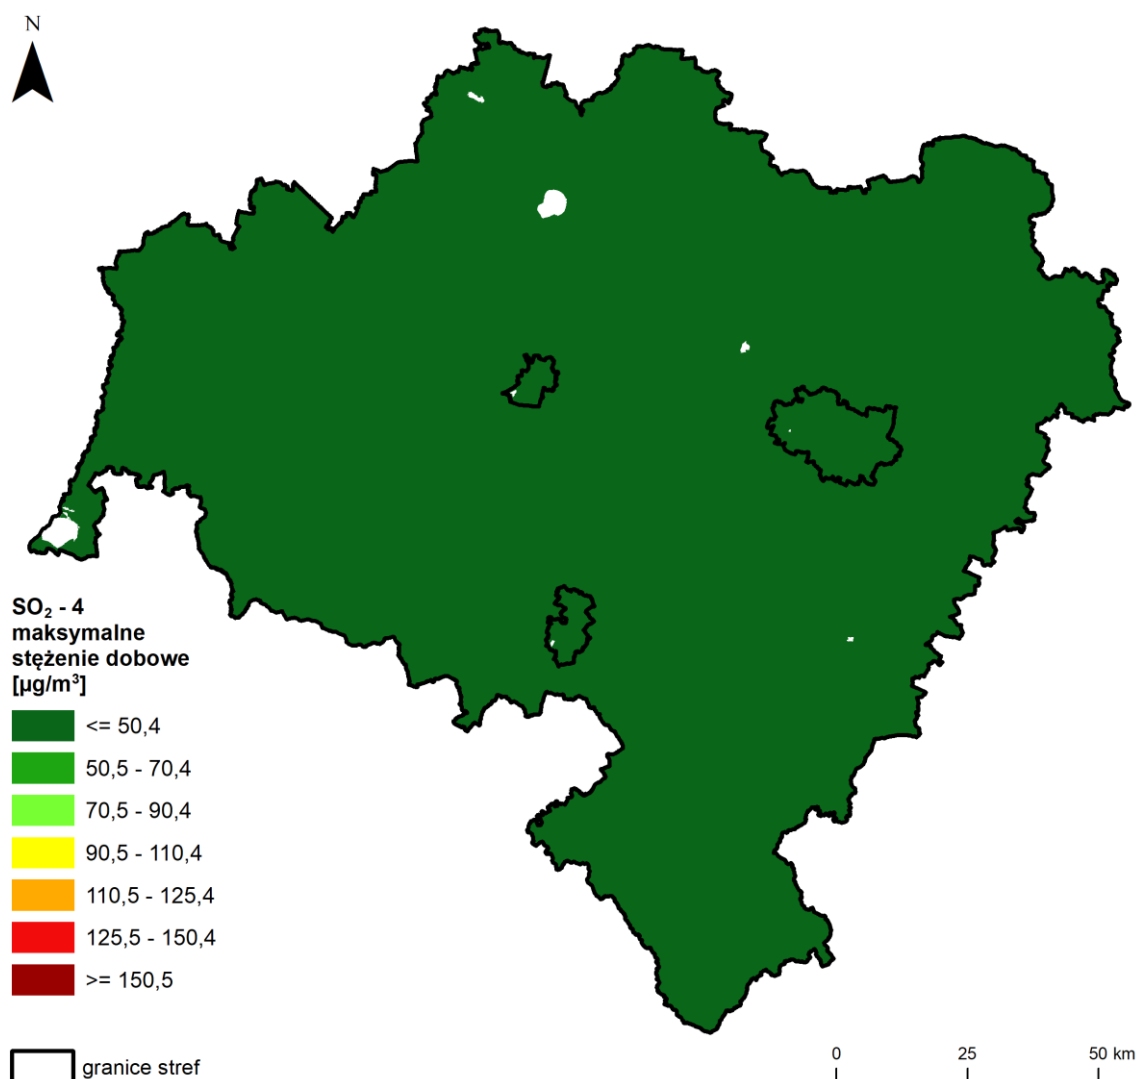 N
SO₂ - 4
maksymalne
stężenie dobowe
[µg/m³]
<= 50,4
50,5 - 70,4
70,5 - 90,4
90,5 - 110,4
110,5 - 125,4
125,5 - 150,4
>= 150,5
granice stref
0 25 50 km